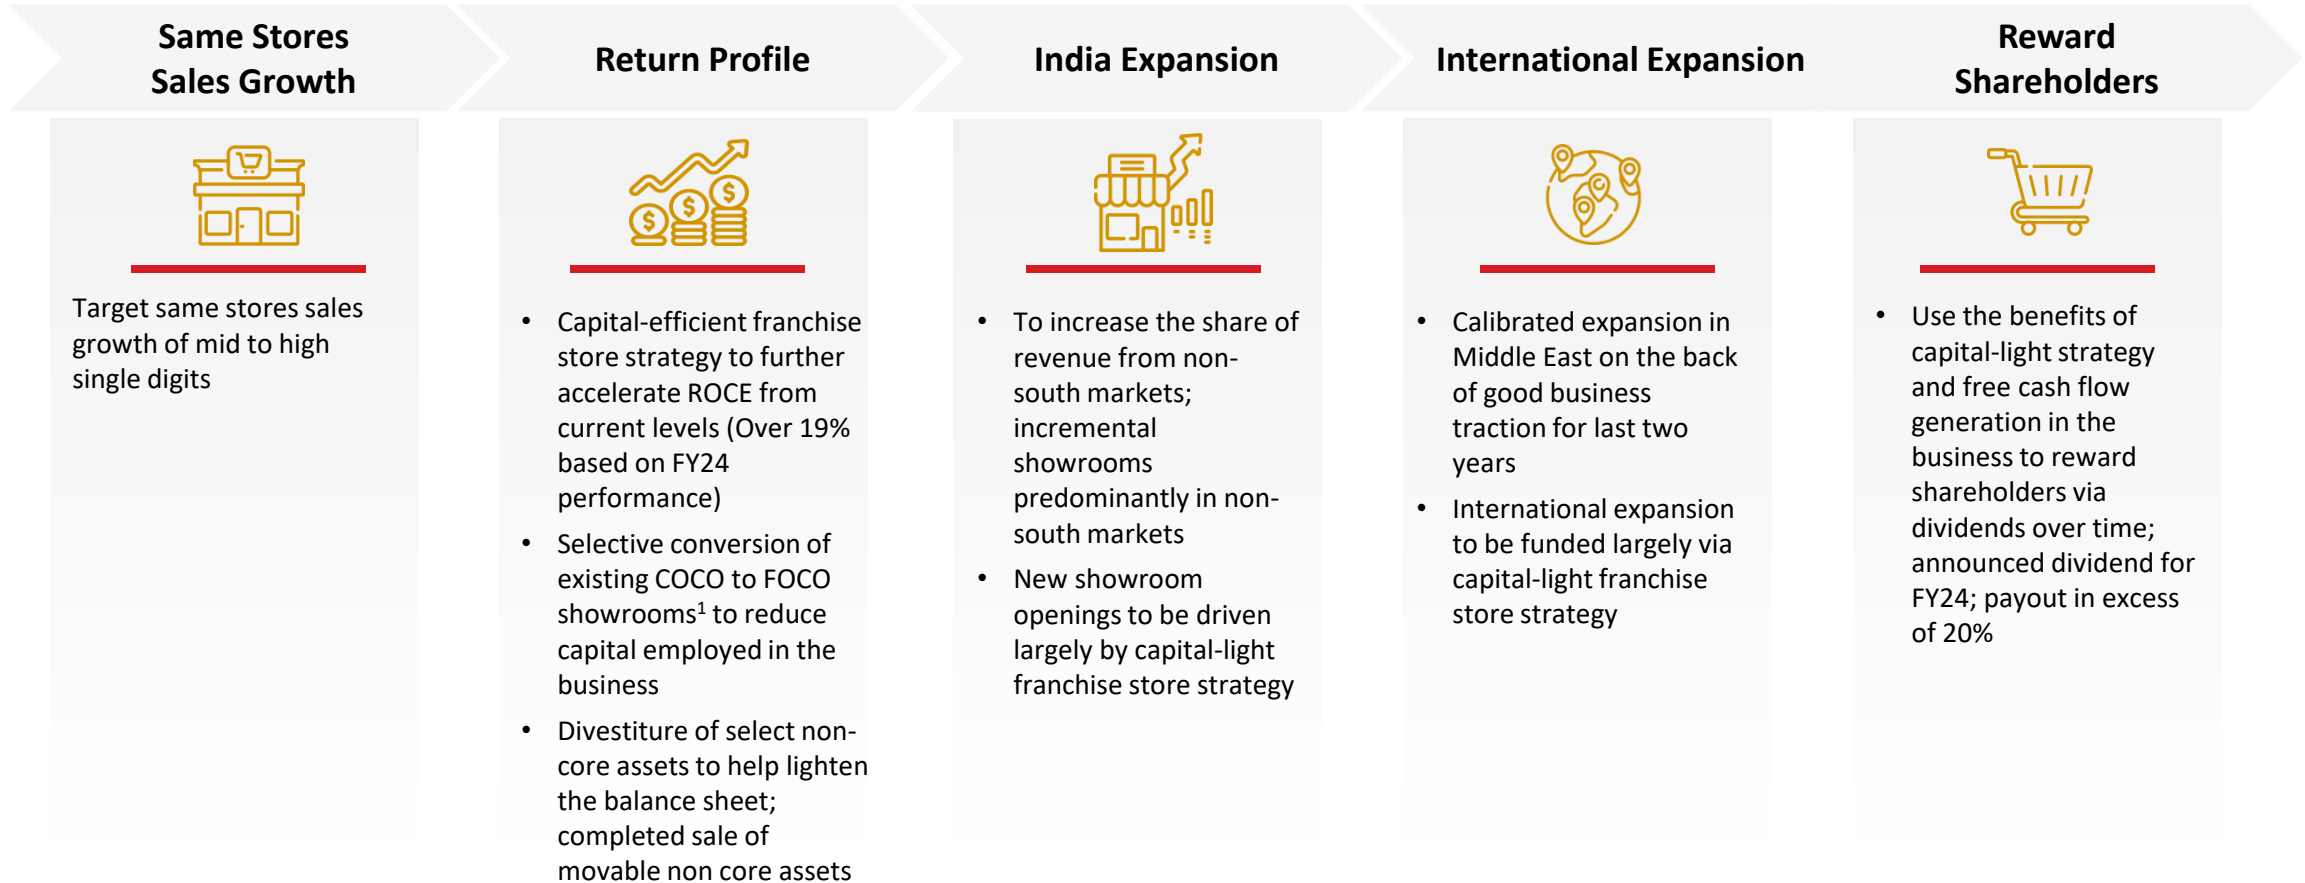 Same Stores
Sales Growth
Return Profile
India Expansion
International Expansion
Reward
Shareholders
Target same stores sales
growth of mid to high
single digits
• Capital-efficient franchise
store strategy to further
accelerate ROCE from
current levels (Over 19%
based on FY24
performance)
• Selective conversion of
existing COCO to FOCO
showrooms¹ to reduce
capital employed in the
business
• Divestiture of select non-
core assets to help lighten
the balance sheet;
completed sale of
movable non core assets
• To increase the share of
revenue from non-
south markets;
incremental
showrooms
predominantly in non-
south markets
• New showroom
openings to be driven
largely by capital-light
franchise store strategy
• Calibrated expansion in
Middle East on the back
of good business
traction for last two
years
• International expansion
to be funded largely via
capital-light franchise
store strategy
• Use the benefits of
capital-light strategy
and free cash flow
generation in the
business to reward
shareholders via
dividends over time;
announced dividend for
FY24; payout in excess
of 20%